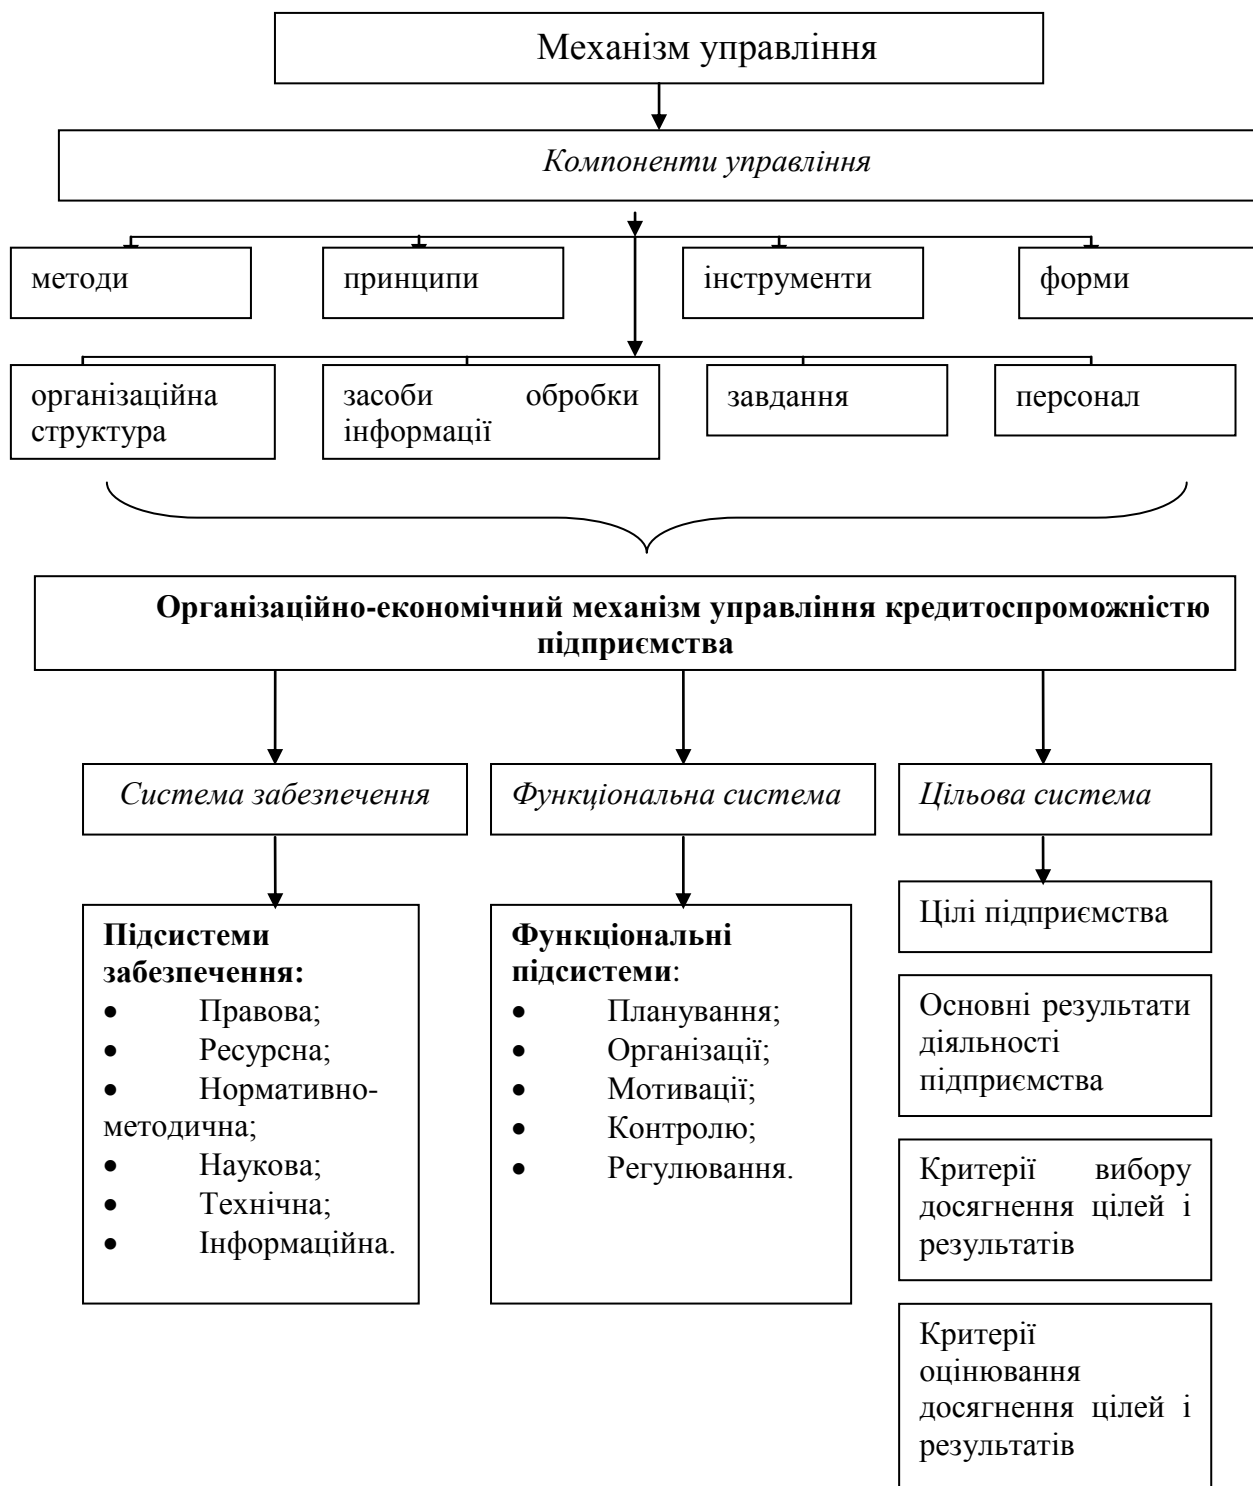 Механізм управління
Компоненти управління
методи
принципи
інструменти
форми
організаційна
структура
засоби обробки
інформації
завдання
персонал
Організаційно-економічний механізм управління кредитоспроможністю
підприємства
Система забезпечення
Функціональна система
Цільова система
Підсистеми
забезпечення:
• Правова;
• Ресурсна;
• Нормативно-
методична;
• Наукова;
• Технічна;
• Інформаційна.
Функціональні
підсистеми:
• Планування;
• Організації;
• Мотивації;
• Контролю;
• Регулювання.
Цілі підприємства
Основні результати
діяльності
підприємства
Критерії вибору
досягнення цілей і
результатів
Критерії
оцінювання
досягнення цілей і
результатів